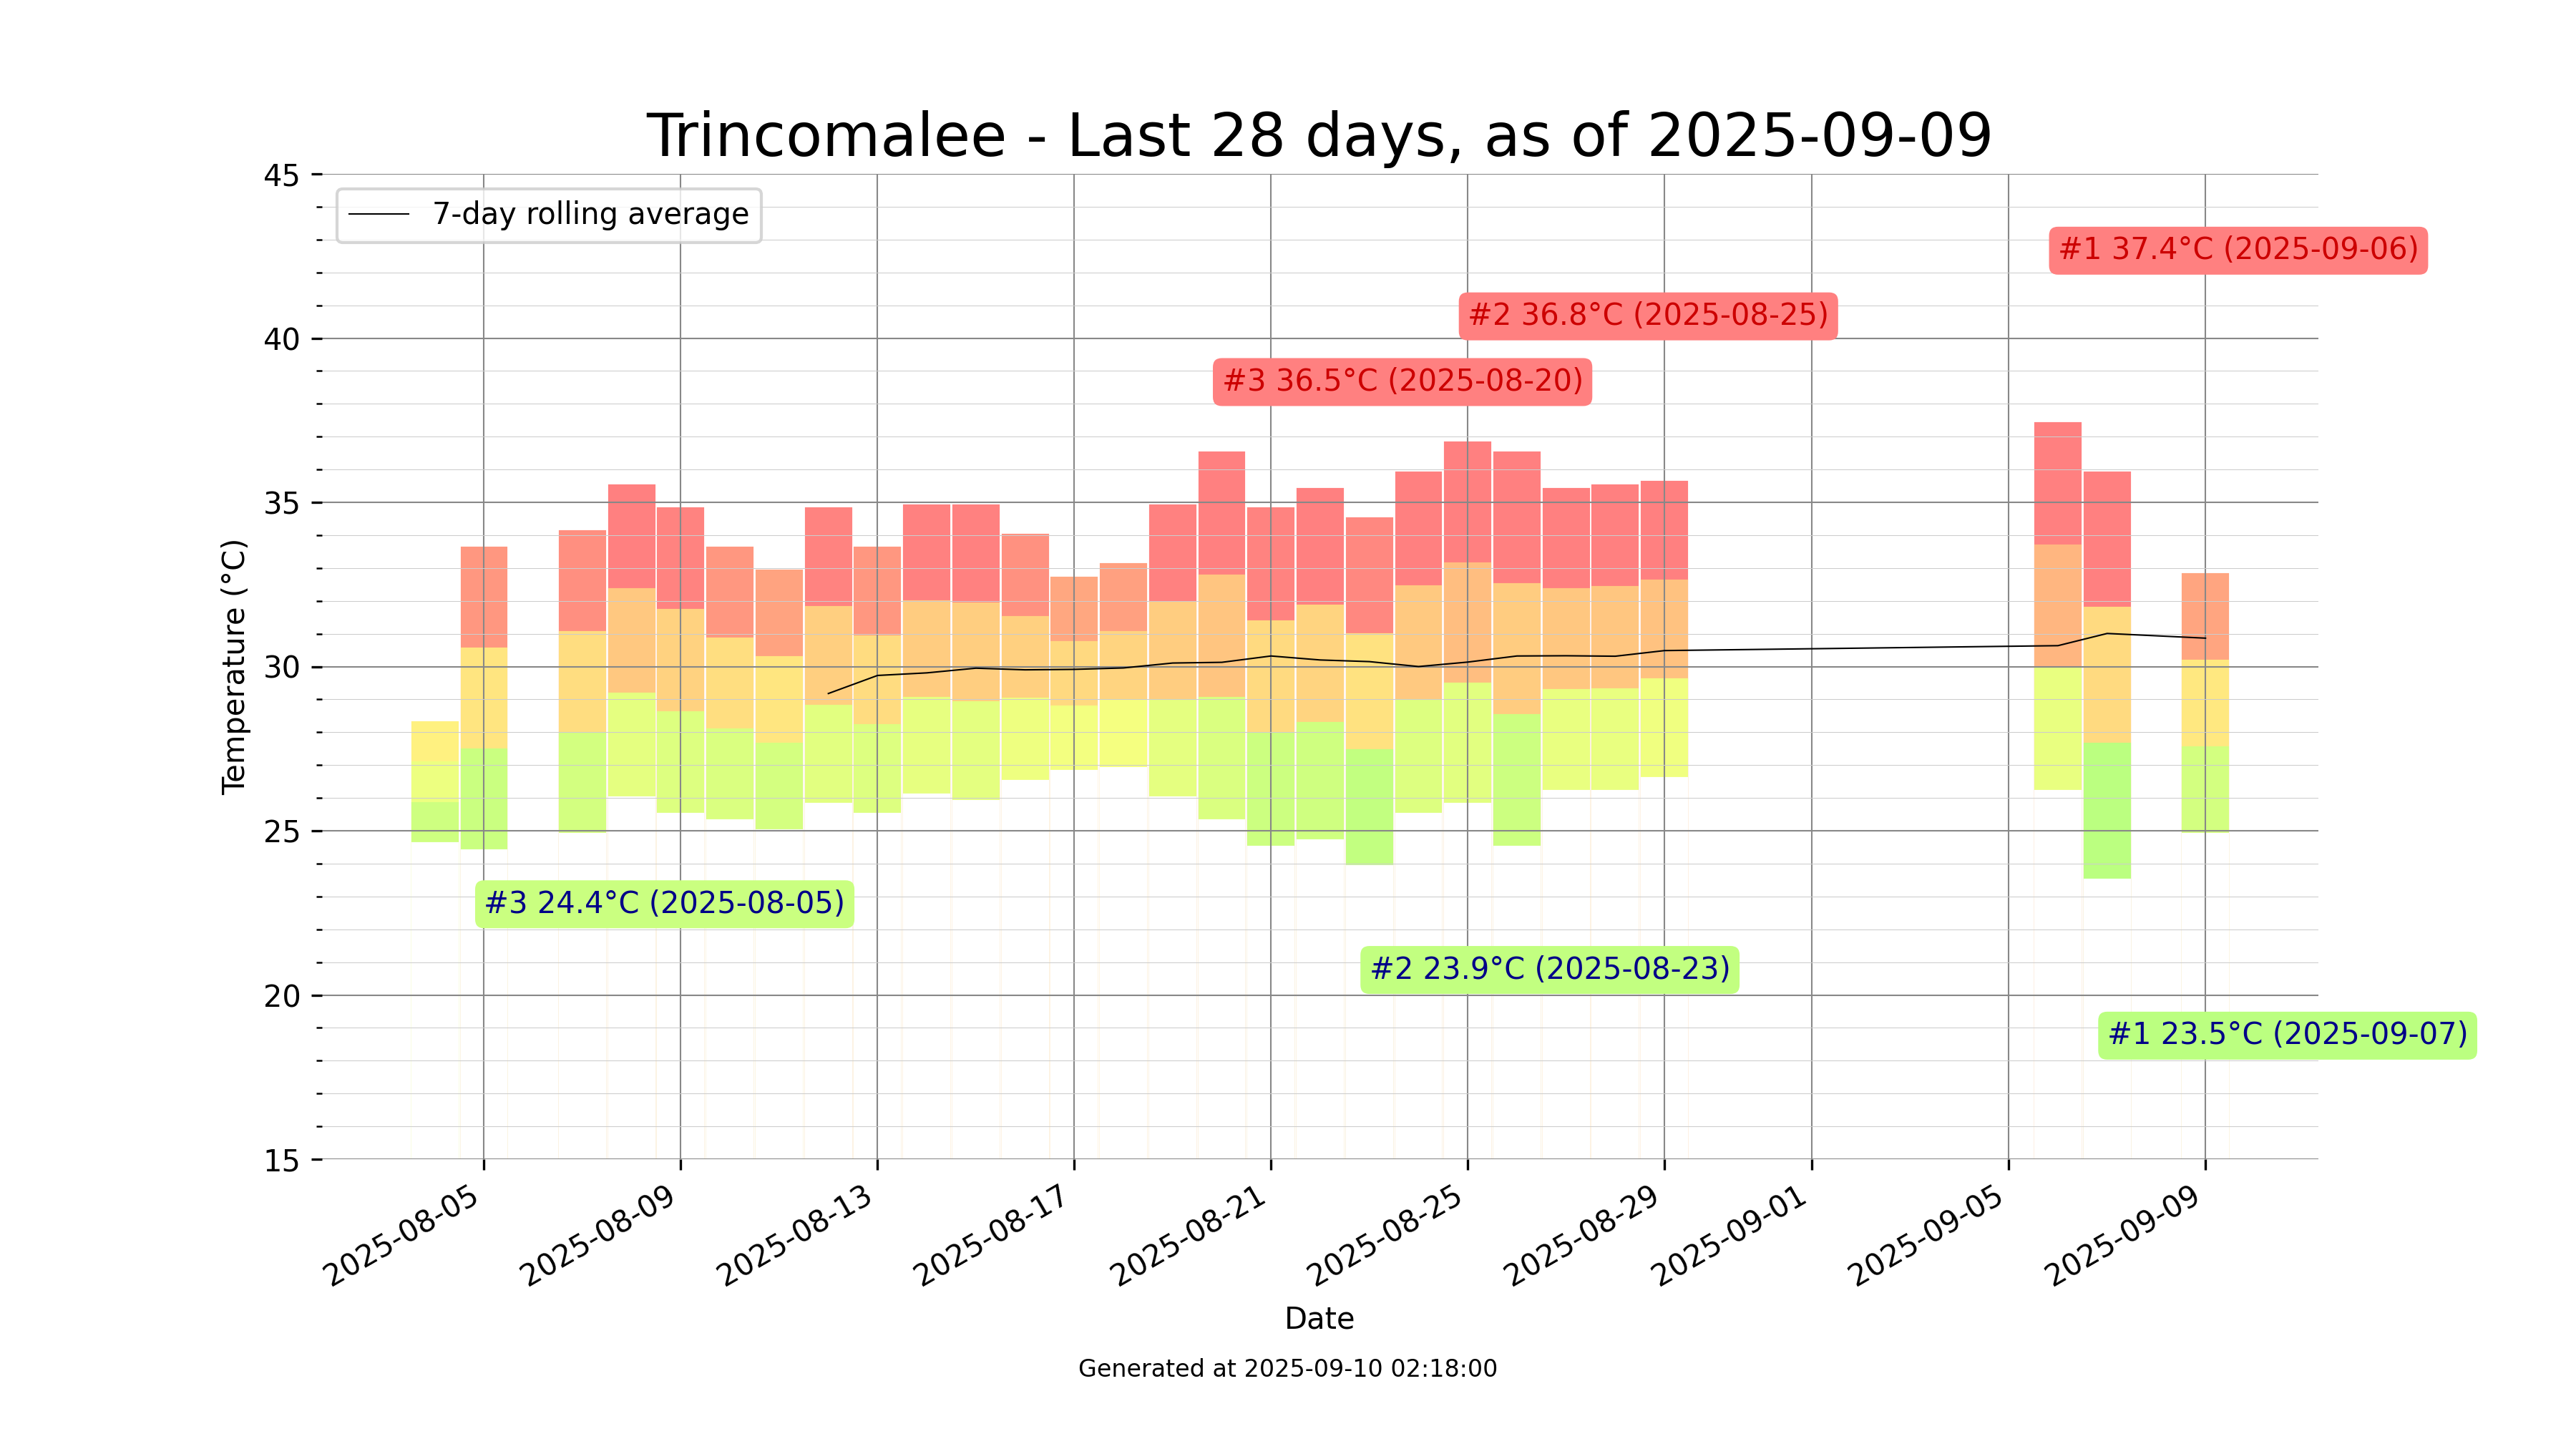 Trincomalee - Last 28 days, as of 2025-09-09
7-day rolling average
45
40
35
30
25
20
15
Temperature (°C)
#1 37.4°C (2025-09-06)
#2 36.8°C (2025-08-25)
#3 36.5°C (2025-08-20)
#3 24.4°C (2025-08-05)
#2 23.9°C (2025-08-23)
#1 23.5°C (2025-09-07)
2025-08-05
2025-08-09
2025-08-13
2025-08-17
2025-08-21
2025-08-25
2025-08-29
2025-09-01
2025-09-05
2025-09-09
Date
Generated at 2025-09-10 02:18:00